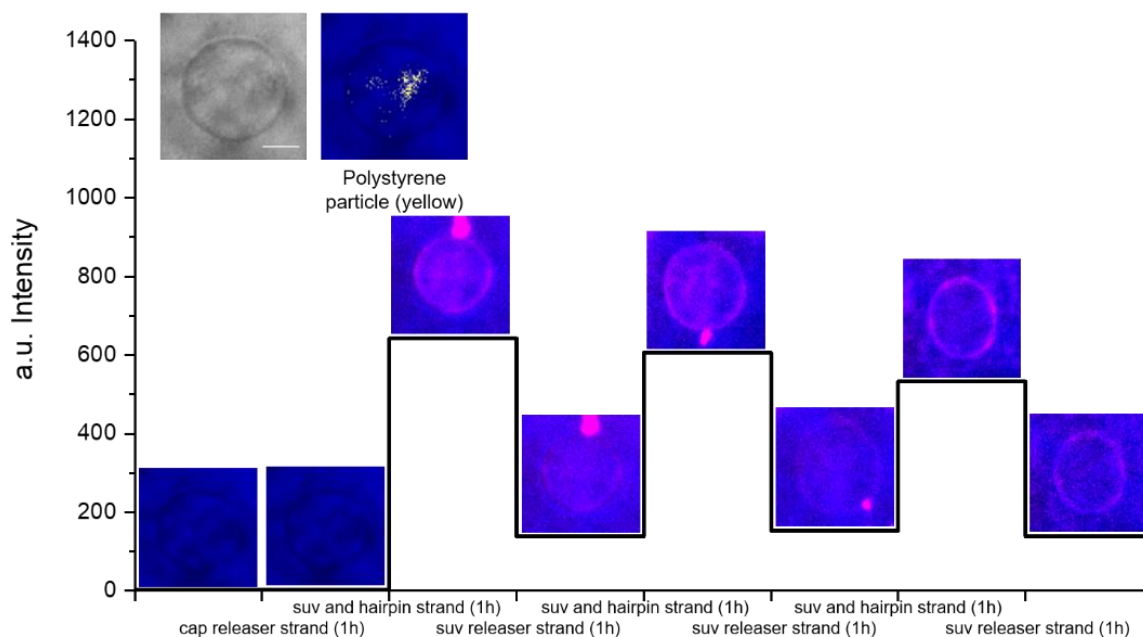 1400
1200
1000
800
600
400
200
0
a.u. Intensity
Polystyrene
particle (yellow)
suv and hairpin strand (1h)
suv and hairpin strand (1h)
suv and hairpin strand (1h)
cap releaser strand (1h)
suv releaser strand (1h)
suv releaser strand (1h)
suv releaser strand (1h)